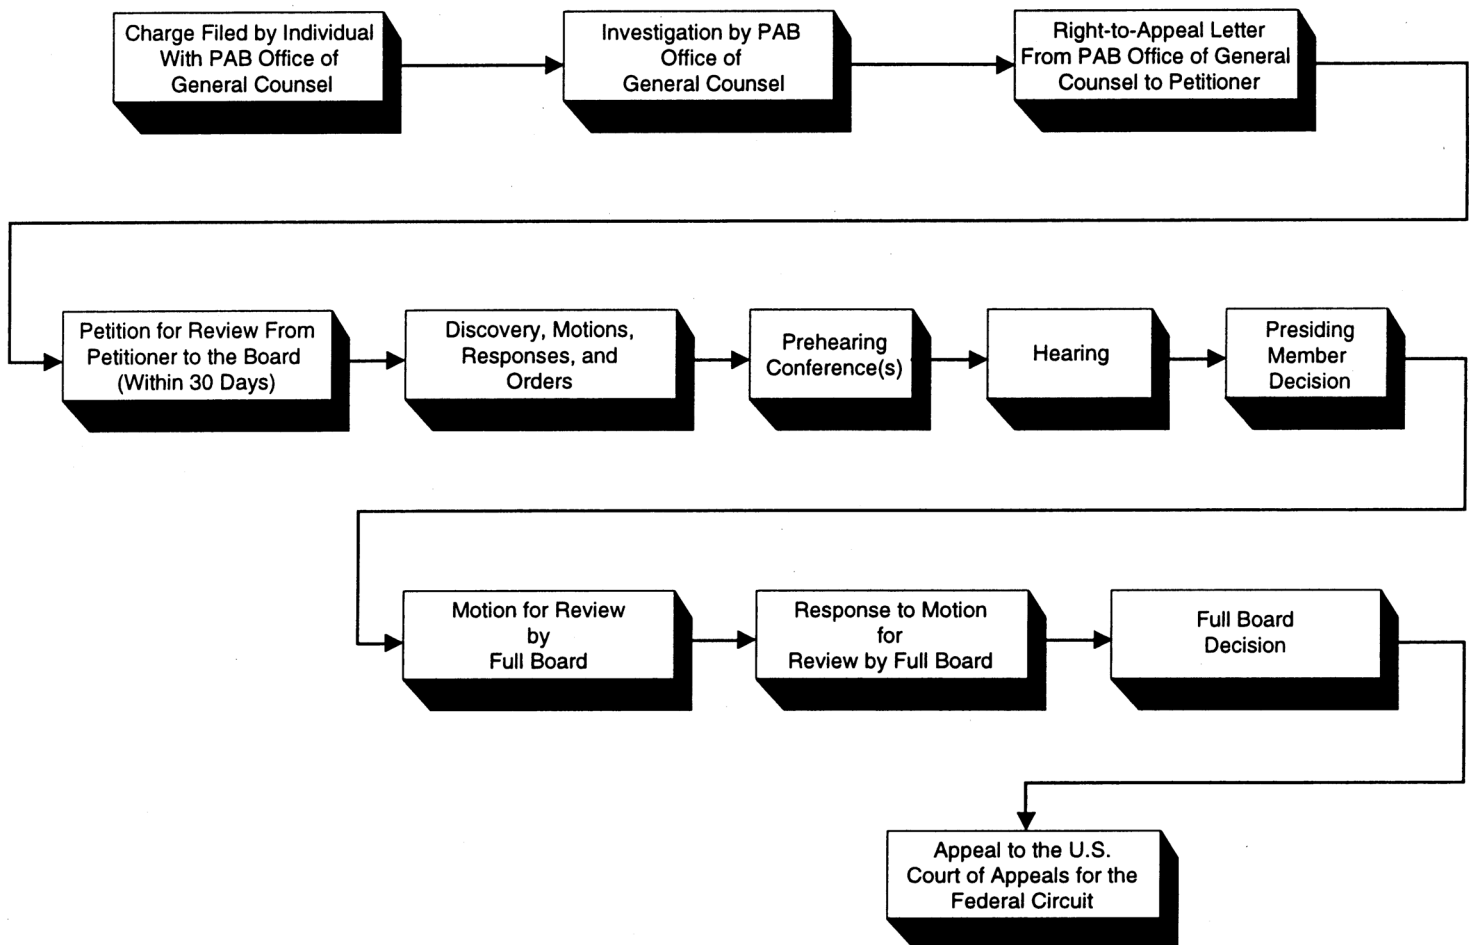 Charge Filed by Individual
With PAB Office of
General Counsel
Investigation by PAB
Office of
General Counsel
Right-to-Appeal Letter
From PAB Office of General
Counsel to Petitioner
Petition for Review From
Petitioner to the Board
(Within 30 Days)
Discovery, Motions,
Responses, and
Orders
Prehearing
Conference(s)
Hearing
Presiding
Member
Decision
Motion for Review
by
Full Board
Response to Motion
for
Review by Full Board
Full Board
Decision
Appeal to the U.S.
Court of Appeals for the
Federal Circuit